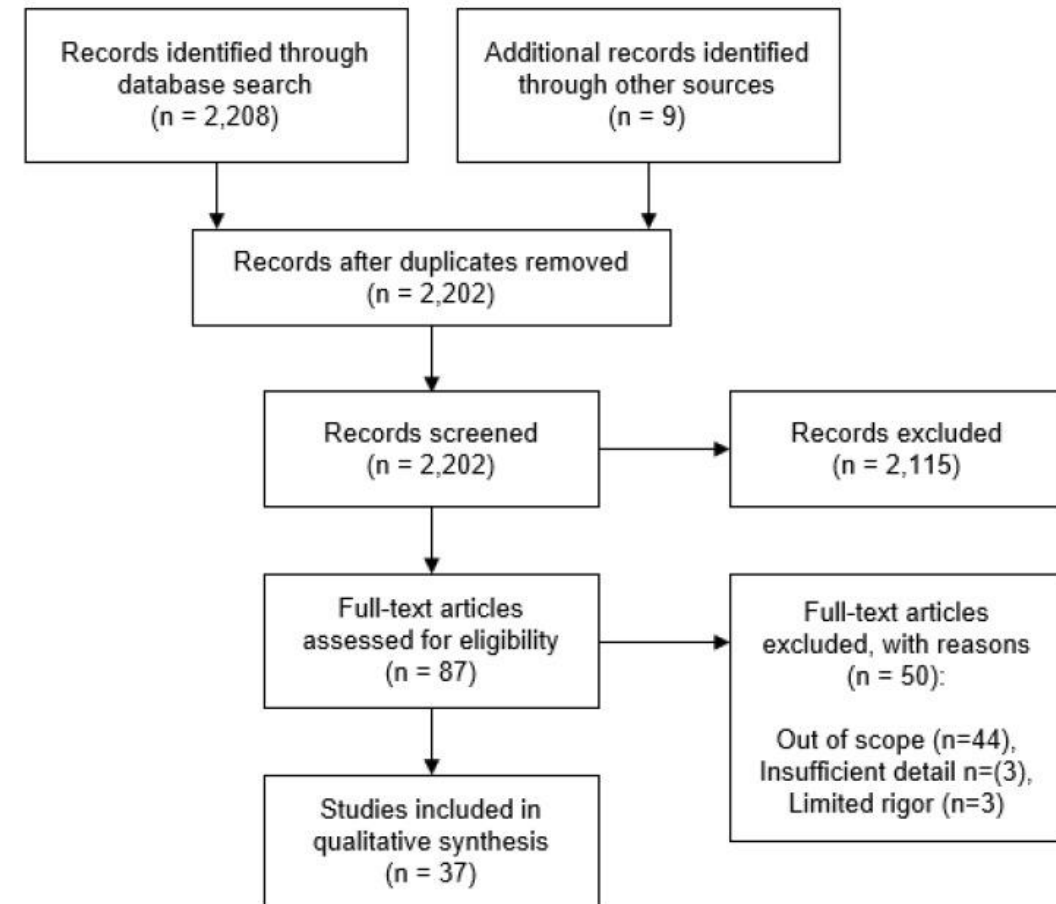 Records identified through
database search
(n = 2,208)
Additional records identified
through other sources
(n = 9)
Records after duplicates removed
(n = 2,202)
Records screened
(n = 2,202)
Records excluded
(n = 2,115)
Full-text articles
assessed for eligibility
(n = 87)
Full-text articles
excluded, with reasons
(n = 50):
Out of scope (n=44),
Insufficient detail n=(3),
Limited rigor (n=3)
Studies included in
qualitative synthesis
(n = 37)